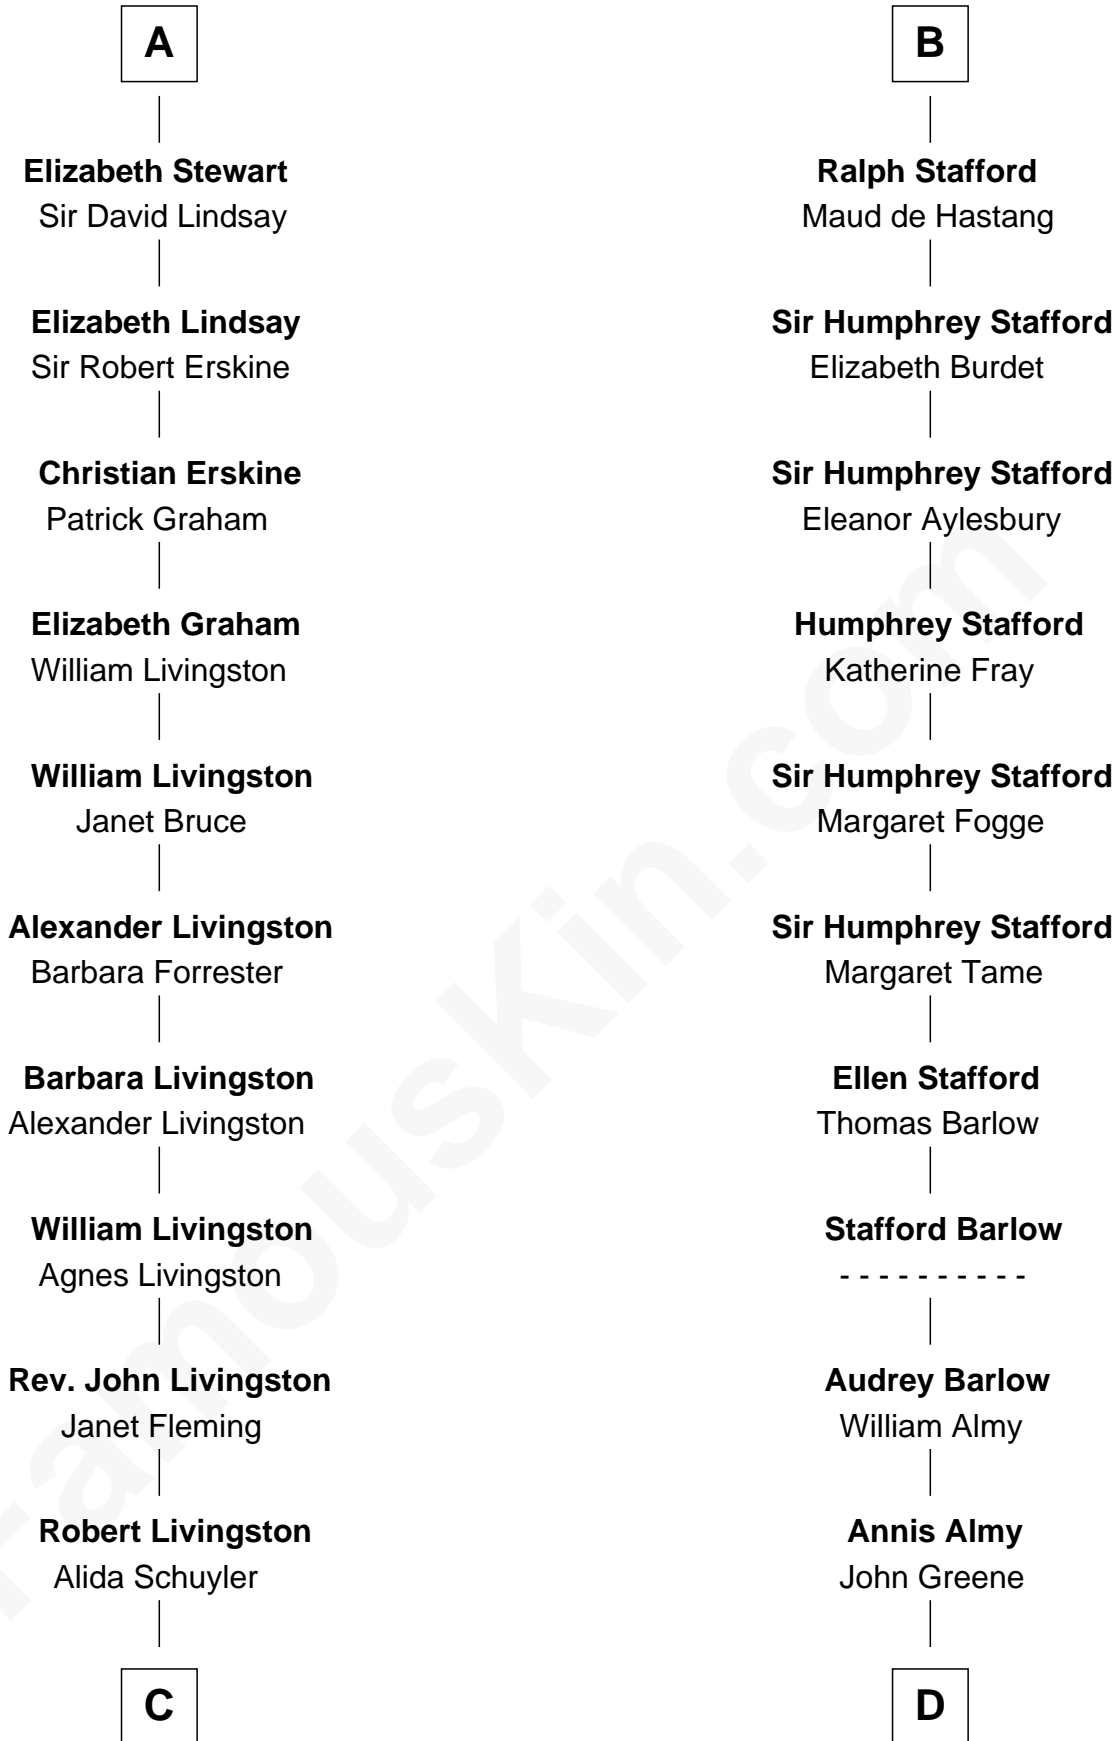 A
Elizabeth Stewart
Sir David Lindsay
Elizabeth Lindsay
Sir Robert Erskine
Christian Erskine
Patrick Graham
Elizabeth Graham
William Livingston
William Livingston
Janet Bruce
Alexander Livingston
Barbara Forrester
Barbara Livingston
Alexander Livingston
William Livingston
Agnes Livingston
Rev. John Livingston
Janet Fleming
Robert Livingston
Alida Schuyler
C
B
Ralph Stafford
Maud de Hastang
Sir Humphrey Stafford
Elizabeth Burdet
Sir Humphrey Stafford
Eleanor Aylesbury
Humphrey Stafford
Katherine Fray
Sir Humphrey Stafford
Margaret Fogge
Sir Humphrey Stafford
Margaret Tame
Ellen Stafford
Thomas Barlow
Stafford Barlow
- - - - - - - - - -
Audrey Barlow
William Almy
Annis Almy
John Greene
D
FamousKin.com